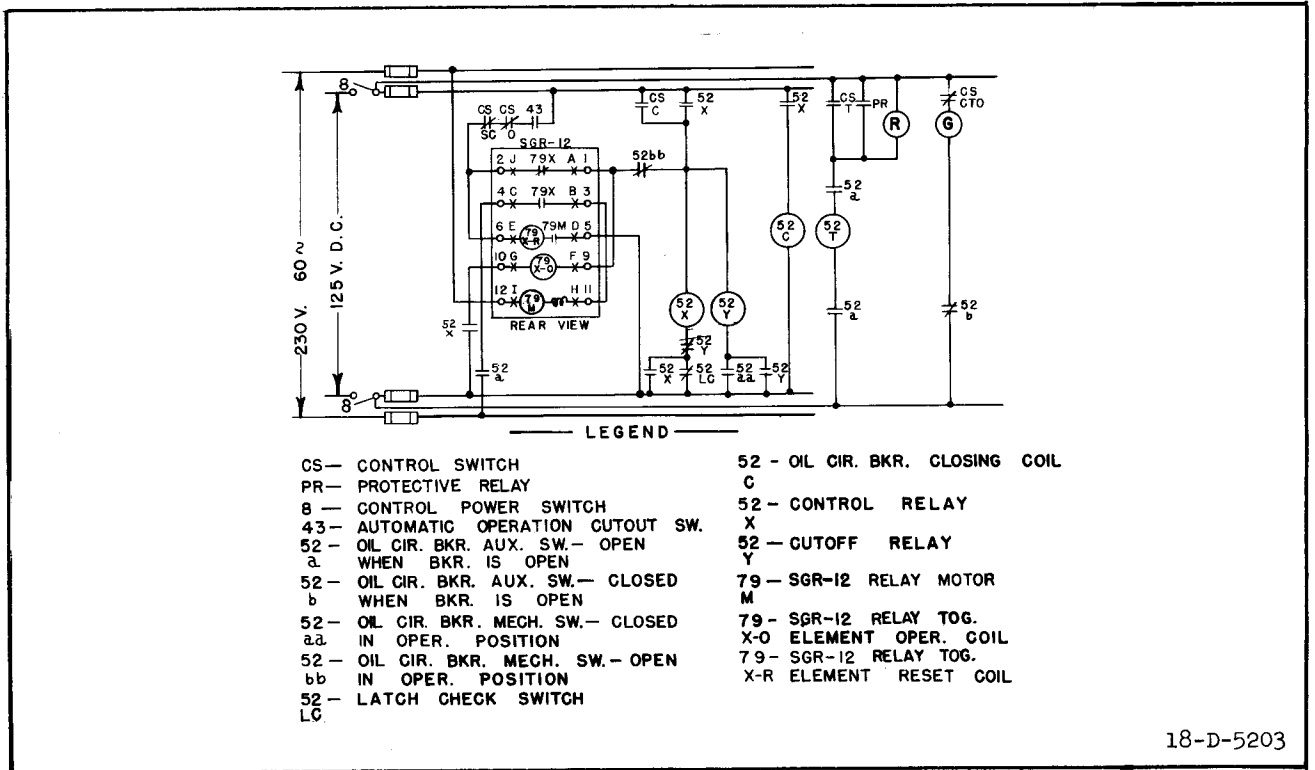 8
230 V. 60~
125 V. D.C.
CS CS 43
SC O
SGR-12
2 J 79X A 1
4 C 79X B 3
6 E 79 X-R 79M D 5
10 G 79 X-O F 9
12 I 79 M H 11
REAR VIEW
52 X
52 a
CS C
52 X
52bb
52 X
52 Y
52 Y
52 X
52 LC
52 aa
52 Y
52 X
52 C
CS T
PR
R
52 a
52 T
52 a
CS CTO
G
52 b
8
LEGEND
CS— CONTROL SWITCH
PR— PROTECTIVE RELAY
8 — CONTROL POWER SWITCH
43— AUTOMATIC OPERATION CUTOUT SW.
52 — OIL CIR. BKR. AUX. SW.— OPEN
a WHEN BKR. IS OPEN
52 — OIL CIR. BKR. AUX. SW.— CLOSED
b WHEN BKR. IS OPEN
52— OIL CIR. BKR. MECH. SW.— CLOSED
aa IN OPER. POSITION
52 — OIL CIR. BKR. MECH. SW.— OPEN
bb IN OPER. POSITION
52 — LATCH CHECK SWITCH
LC
52 - OIL CIR. BKR. CLOSING COIL
C
52 - CONTROL RELAY
X
52 — CUTOFF RELAY
Y
79 — SGR-12 RELAY MOTOR
M
79 - SGR-12 RELAY TOG.
X-O ELEMENT OPER. COIL
79 - SGR-12 RELAY TOG.
X-R ELEMENT RESET COIL
18-D-5203